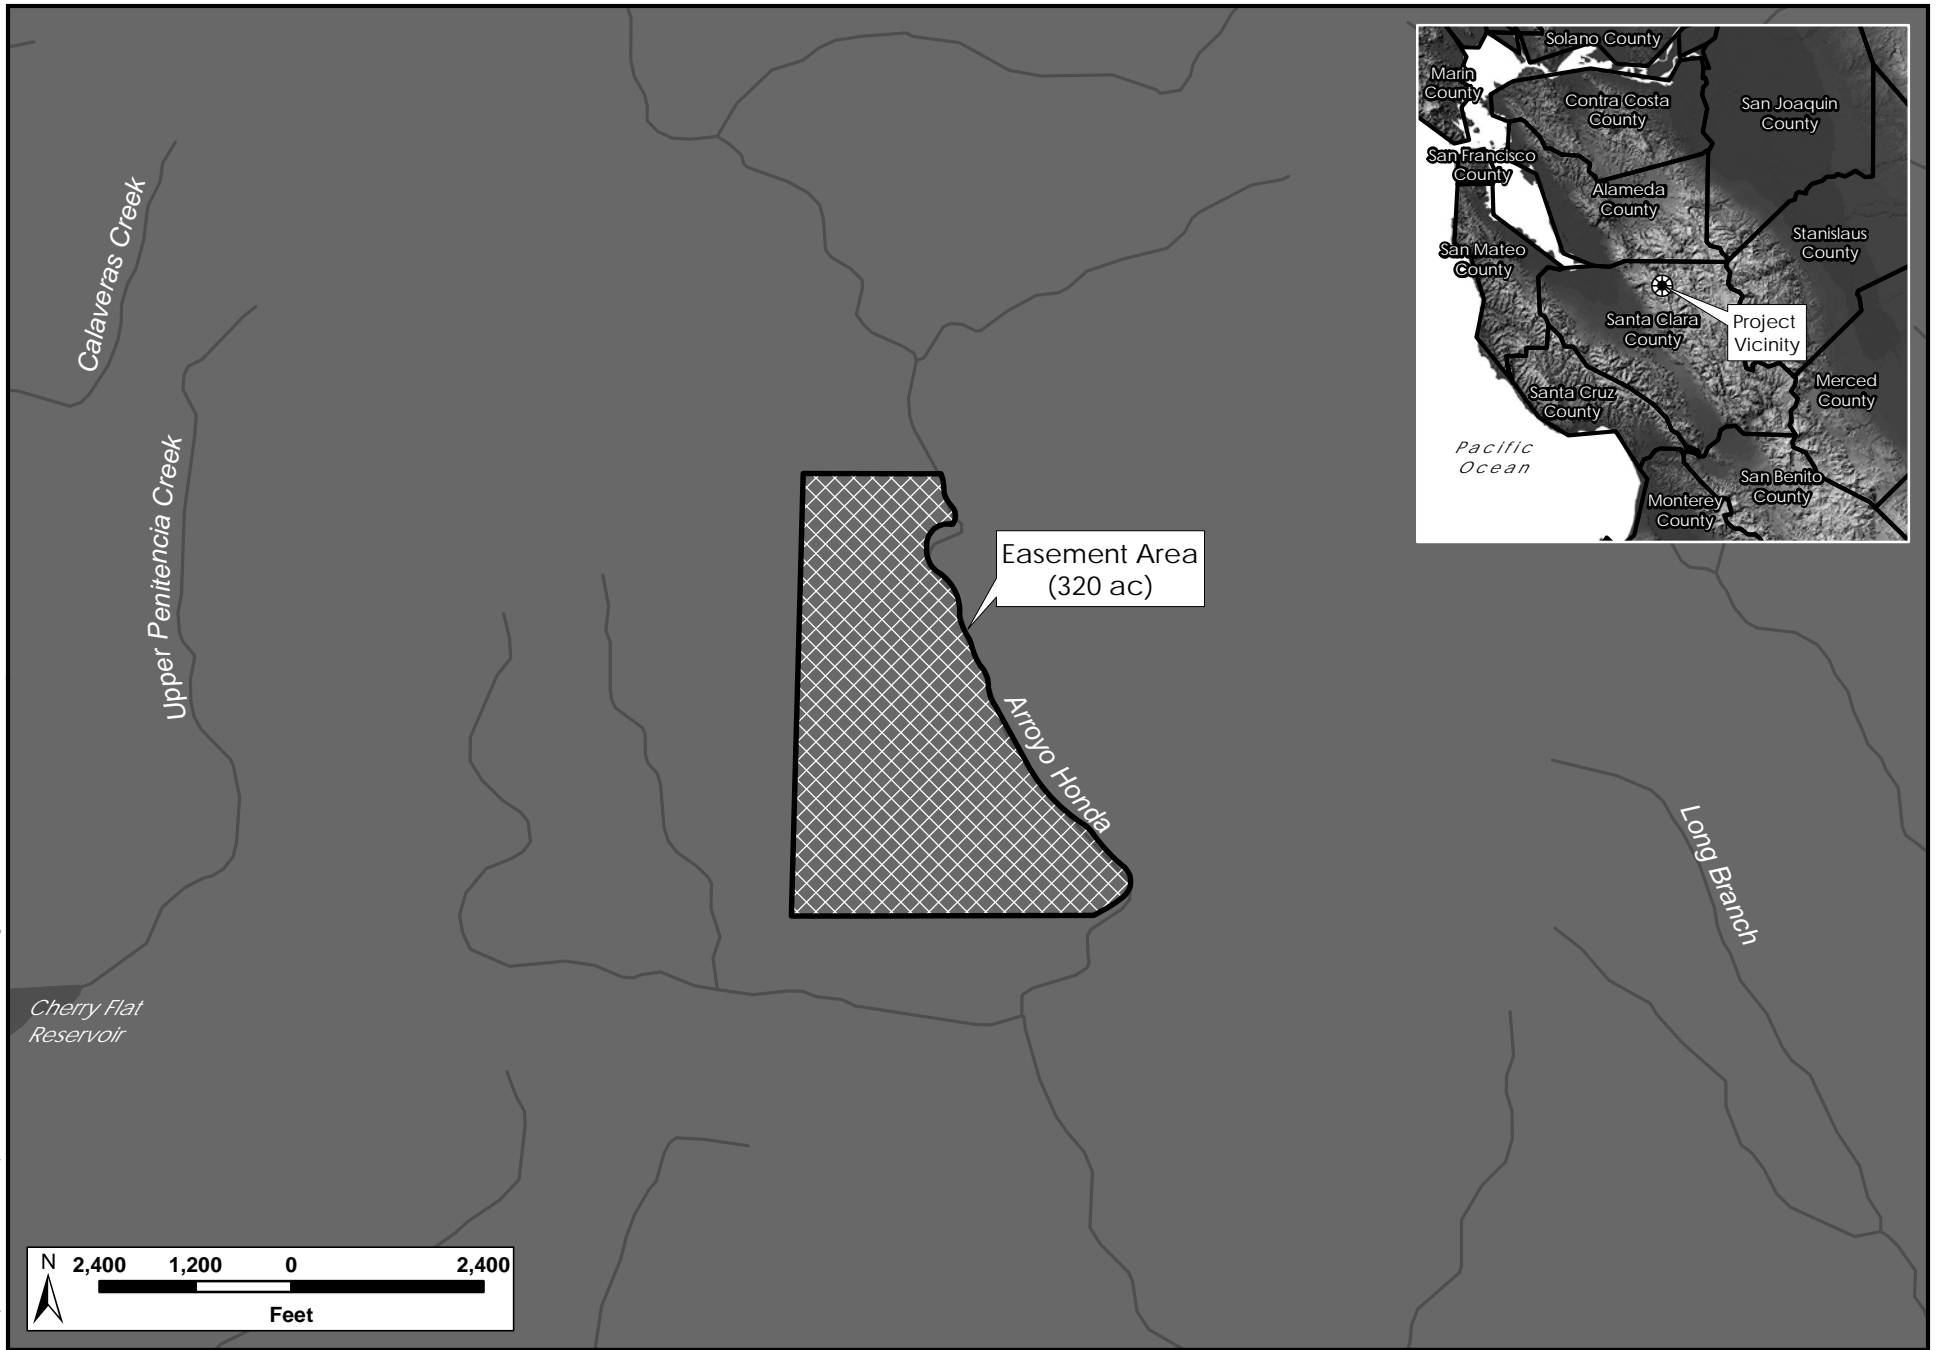 Solano County
Marin
County
Contra Costa
County
San Joaquin
County
San Francisco
County
Alameda
County
Stanislaus
County
San Mateo
County
Santa Clara
County
Project
Vicinity
Merced
County
Santa Cruz
County
Pacific
Ocean
San Benito
County
Monterey
County
Calaveras Creek
Upper Penitencia Creek
Easement Area
(320 ac)
Arroyo Honda
Long Branch
Cherry Flat
Reservoir
N
2,400 1,200 0 2,400
Feet